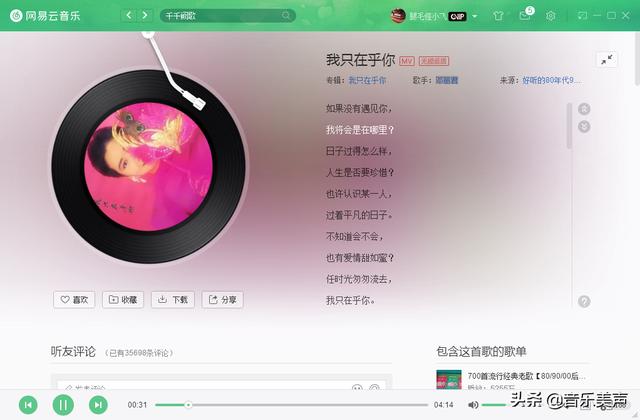 网易云音乐
千千阙歌
腿毛怪小飞
CVIP
5
我只在乎你
MV
无损音质
专辑：我只在乎你
歌手：邓丽君
来源：好听的80年代9...
如果没有遇见你，
我将会是在哪里？
日子过得怎么样，
人生是否要珍惜？
也许认识某一人，
过着平凡的日子。
不知道会不会，
也有爱情甜如蜜？
任时光匆匆流去，
我只在乎你。
喜欢
收藏
下载
分享
?
听友评论
（已有35698条评论）
包含这首歌的歌单
发表评论
700首流行经典老歌【80/90/00后...
播放：5255万
00:31
04:14
头条 @音乐美声